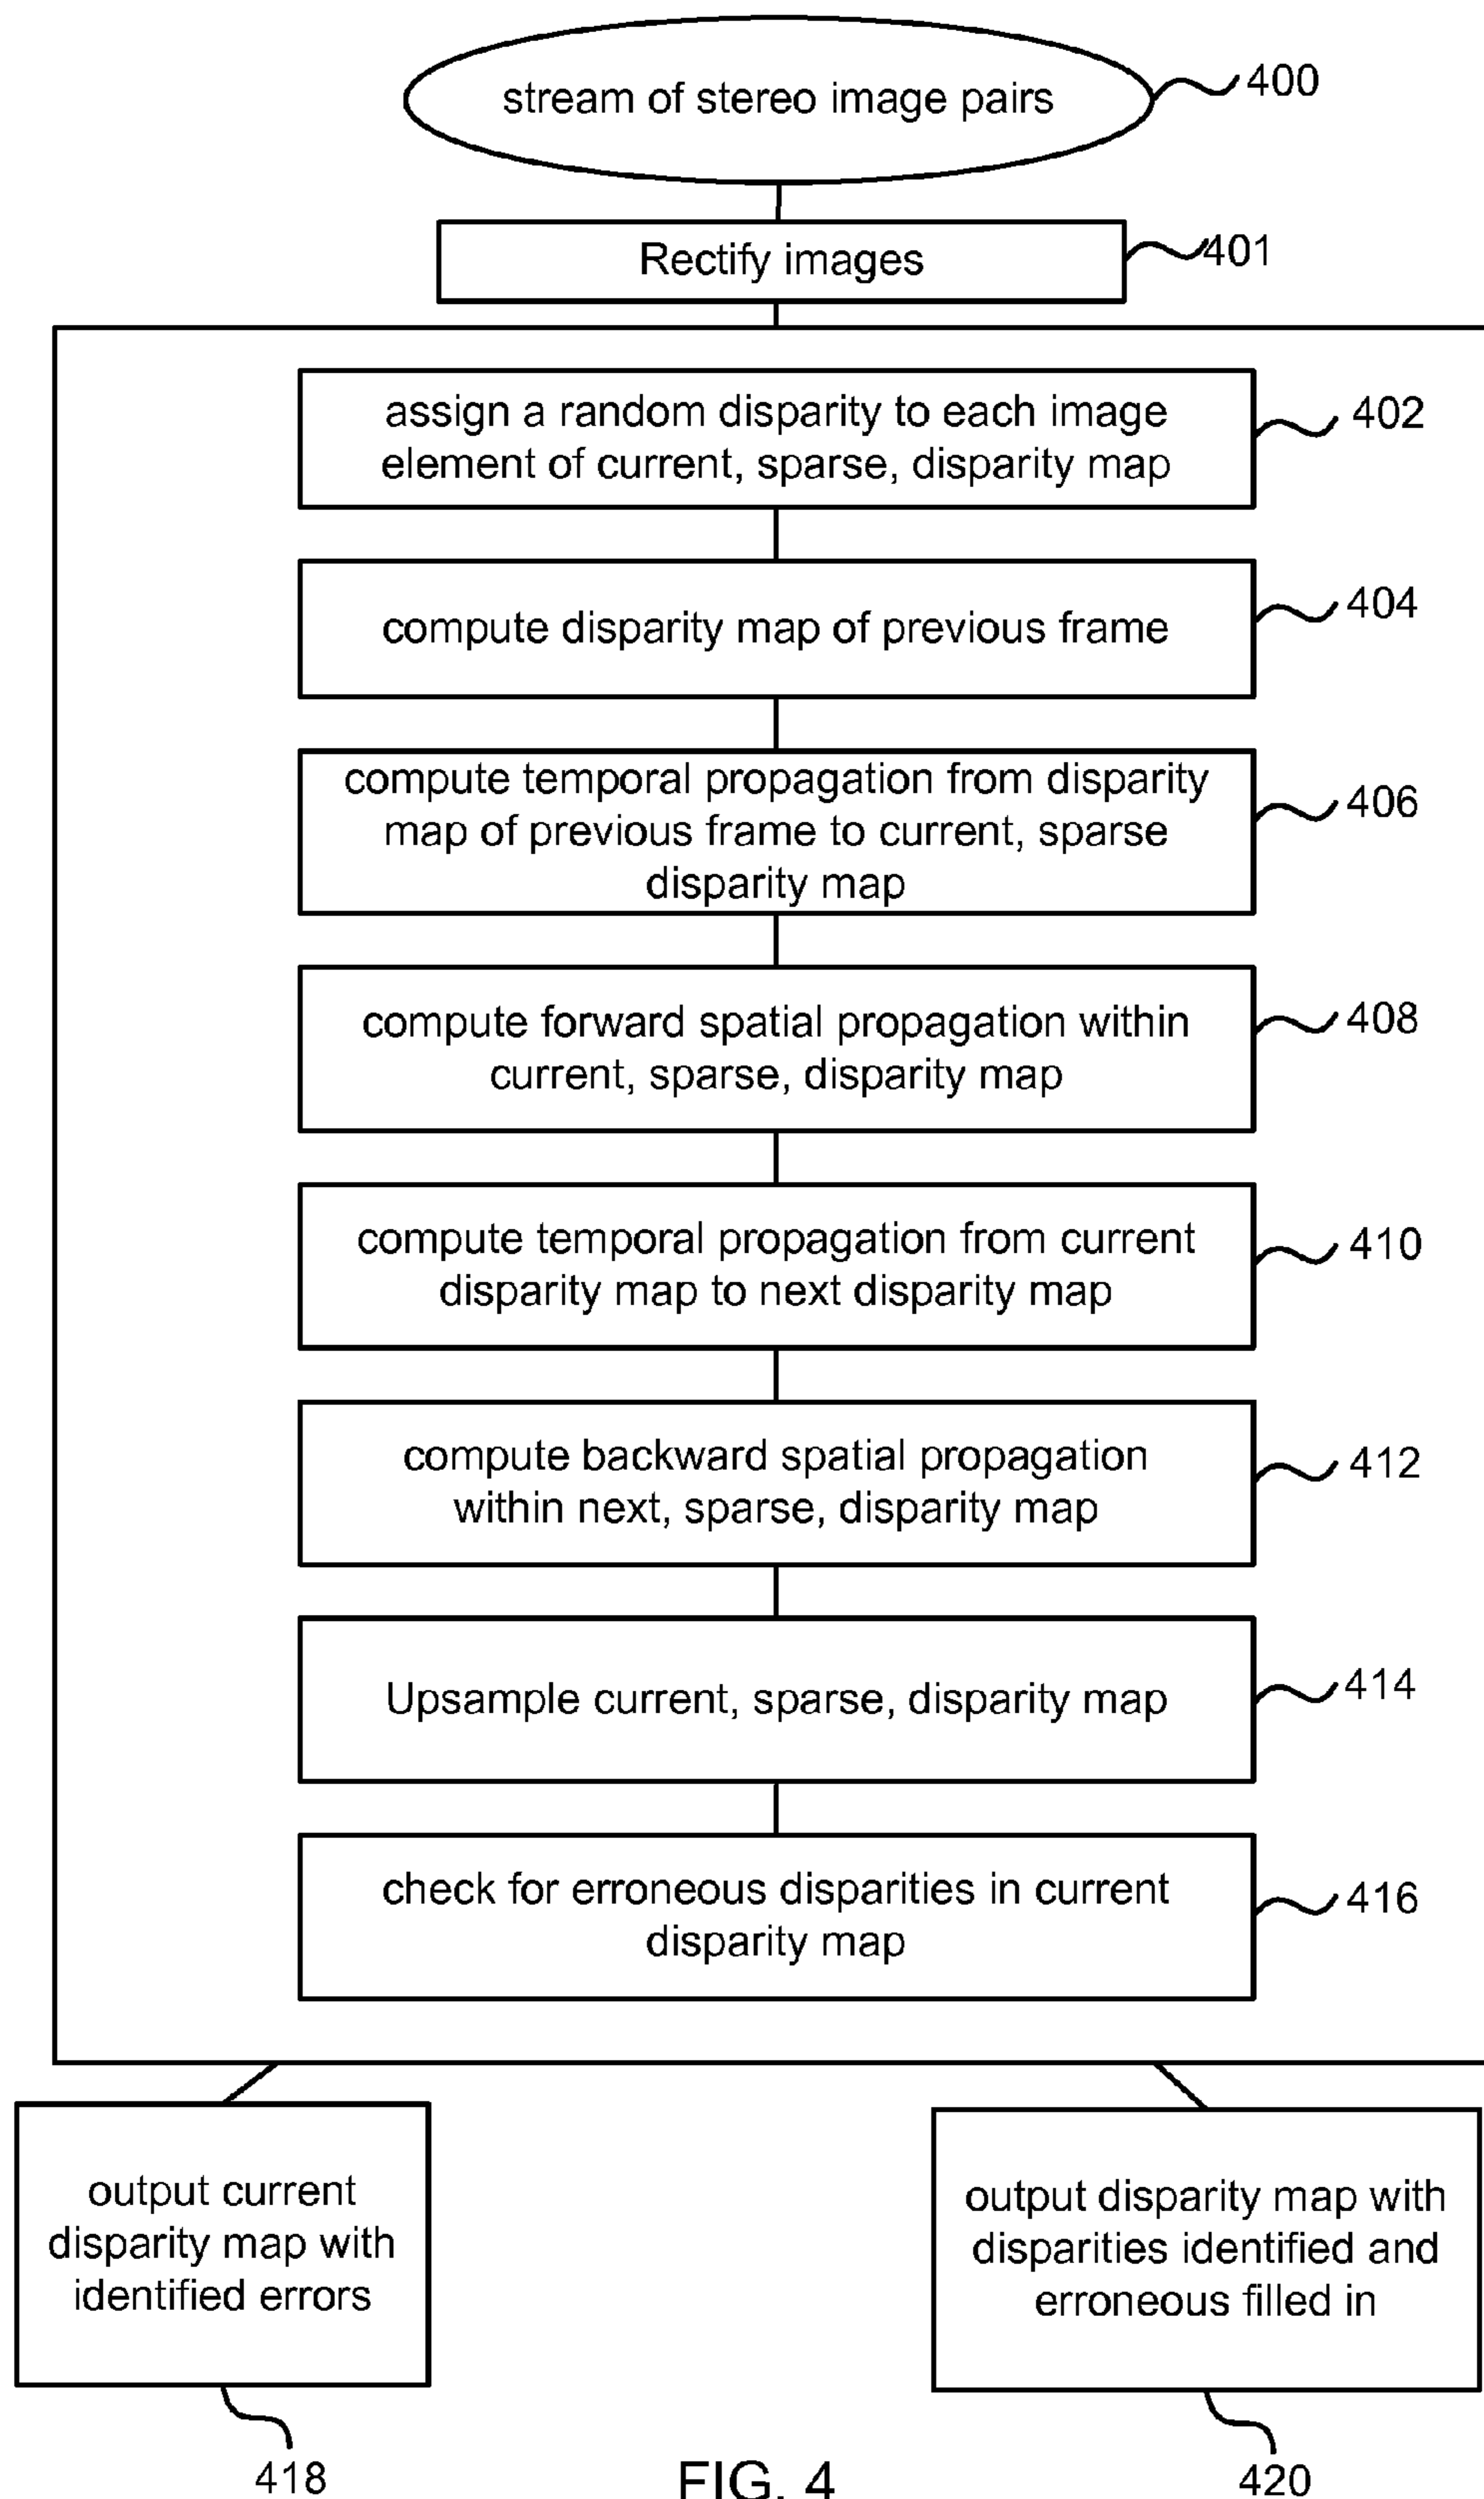 stream of stereo image pairs
400
Rectify images
401
assign a random disparity to each image
element of current, sparse, disparity map
402
compute disparity map of previous frame
404
compute temporal propagation from disparity
map of previous frame to current, sparse
disparity map
406
compute forward spatial propagation within
current, sparse, disparity map
408
compute temporal propagation from current
disparity map to next disparity map
410
compute backward spatial propagation
within next, sparse, disparity map
412
Upsample current, sparse, disparity map
414
check for erroneous disparities in current
disparity map
416
output current
disparity map with
identified errors
418
output disparity map with
disparities identified and
erroneous filled in
420
FIG. 4